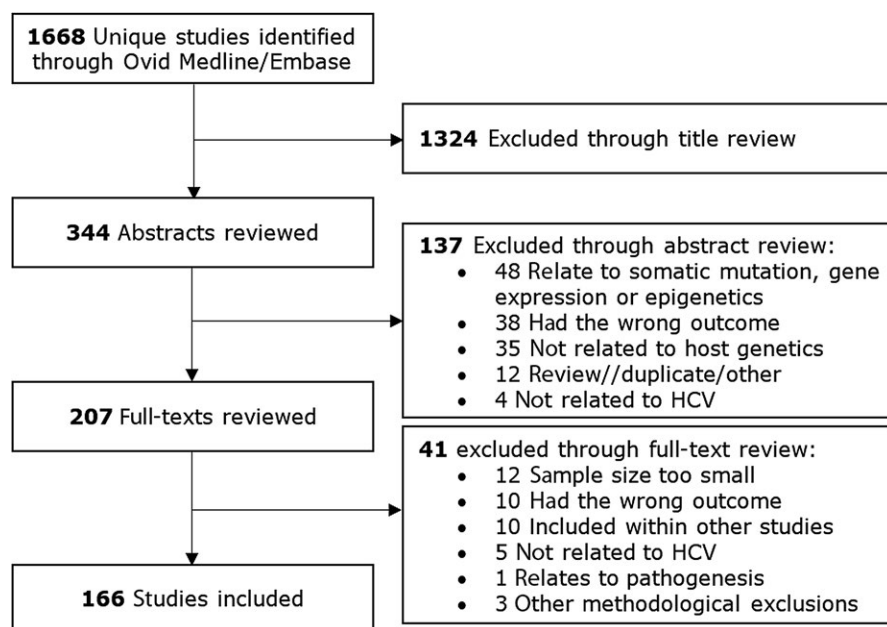 1668 Unique studies identified
through Ovid Medline/Embase
1324 Excluded through title review
344 Abstracts reviewed
137 Excluded through abstract review:
• 48 Relate to somatic mutation, gene
expression or epigenetics
• 38 Had the wrong outcome
• 35 Not related to host genetics
• 12 Review//duplicate/other
• 4 Not related to HCV
207 Full-texts reviewed
41 excluded through full-text review:
• 12 Sample size too small
• 10 Had the wrong outcome
• 10 Included within other studies
• 5 Not related to HCV
• 1 Relates to pathogenesis
• 3 Other methodological exclusions
166 Studies included